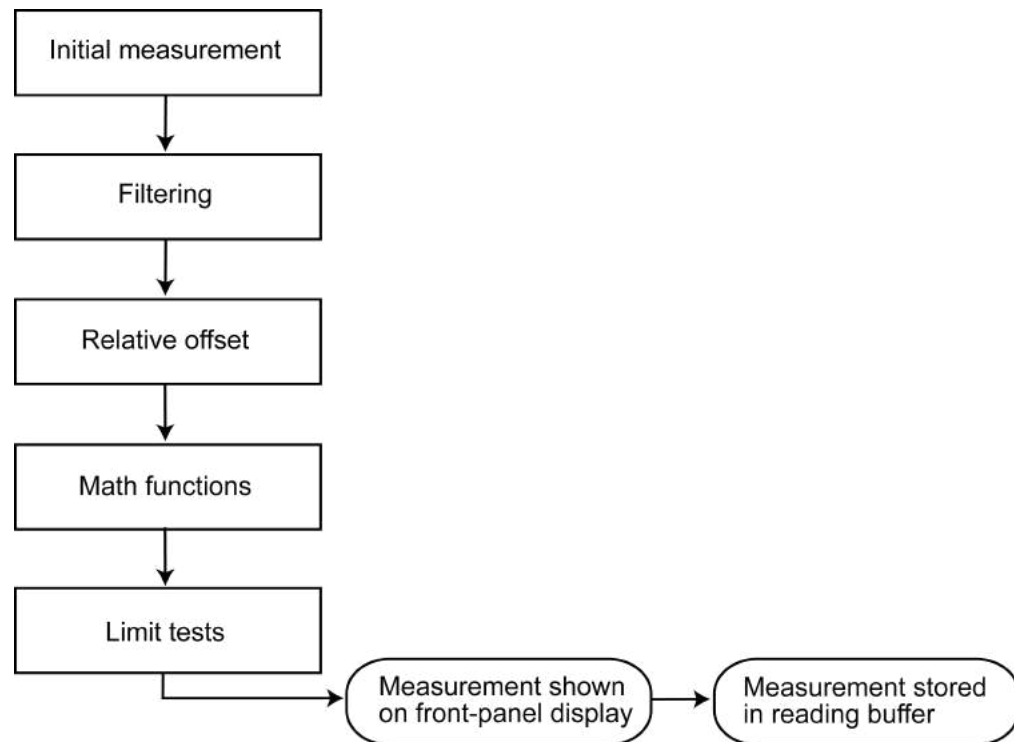 Initial measurement
Filtering
Relative offset
Math functions
Limit tests
Measurement shown
on front-panel display
Measurement stored
in reading buffer